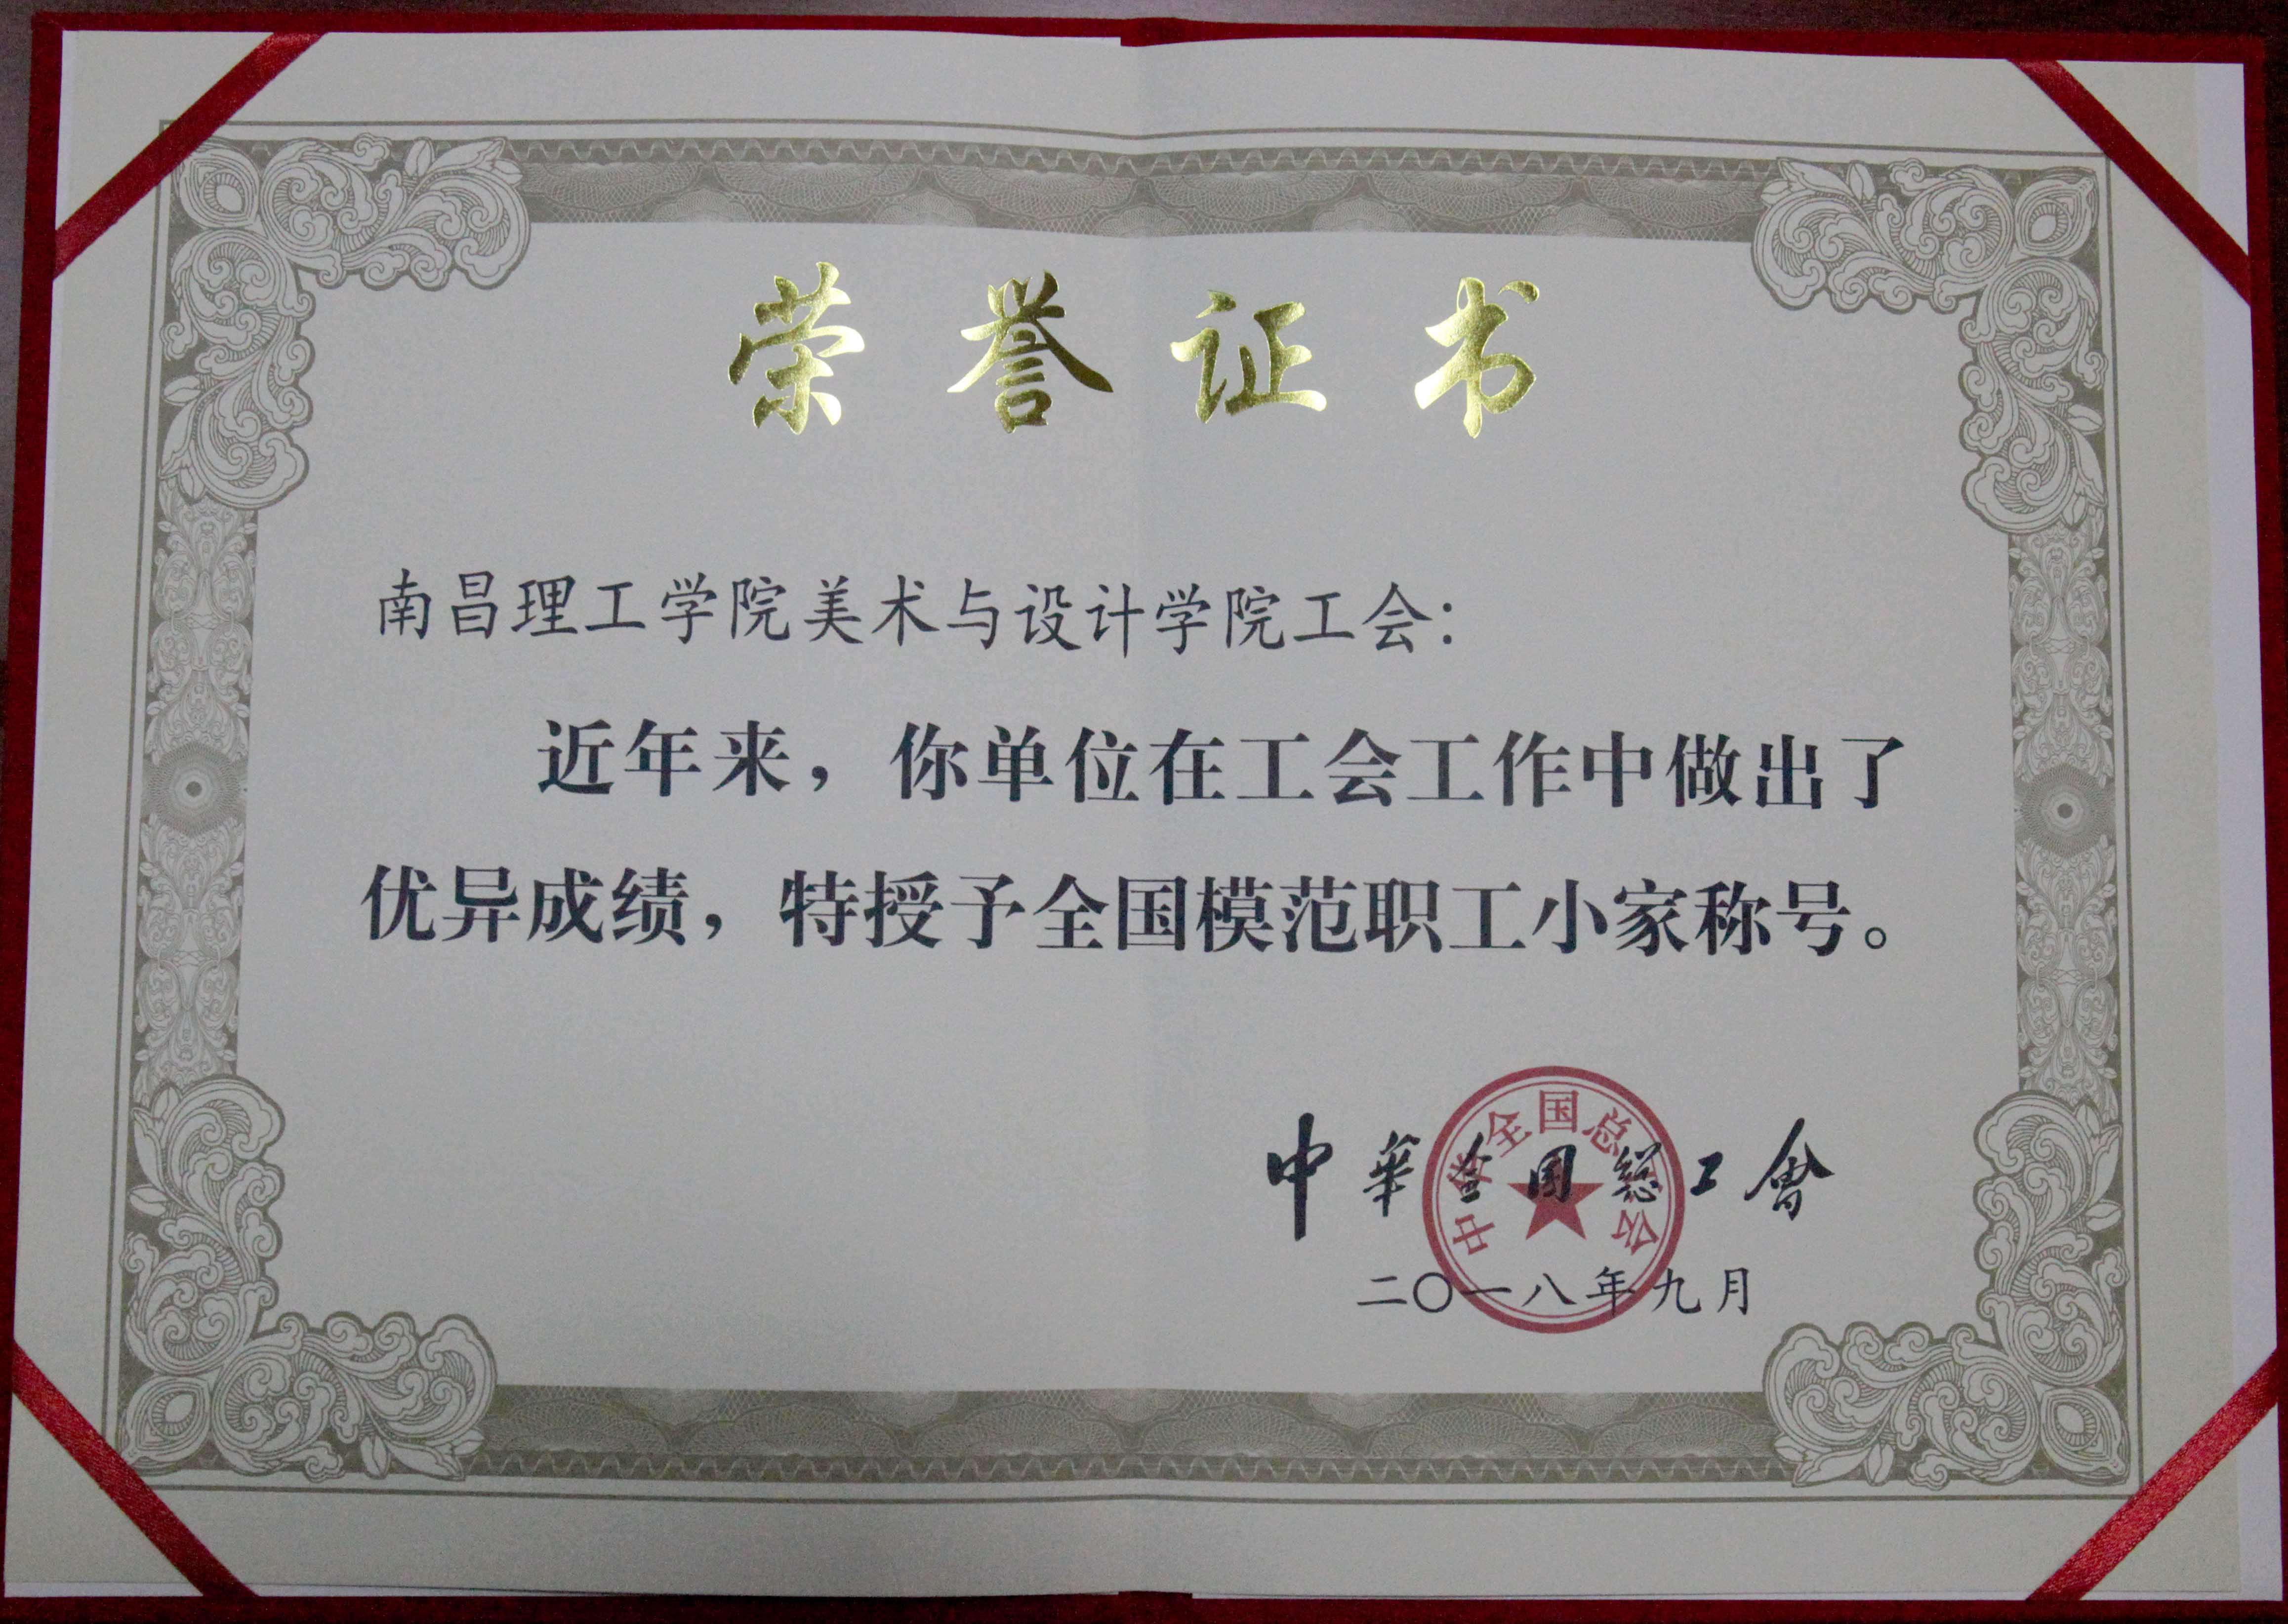 荣誉证书
南昌理工学院美术与设计学院工会：
近年来，你单位在工会工作中做出了
优异成绩，特授予全国模范职工小家称号。
中華全国総工會
中华全国总工会
二〇一八年九月